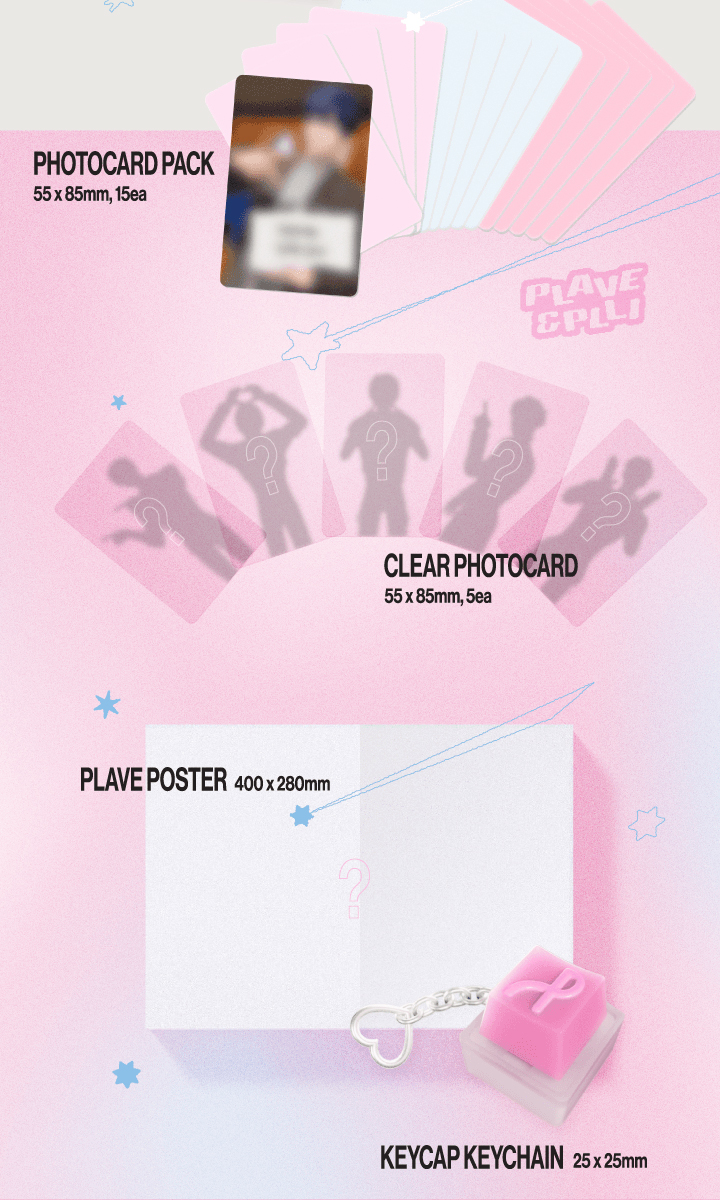 PHOTOCARD PACK
55 x 85mm, 15ea
PLAVE
&PLLI
?
?
?
?
?
CLEAR PHOTOCARD
55 x 85mm, 5ea
PLAVE POSTER 400 x 280mm
?
KEYCAP KEYCHAIN 25 x 25mm